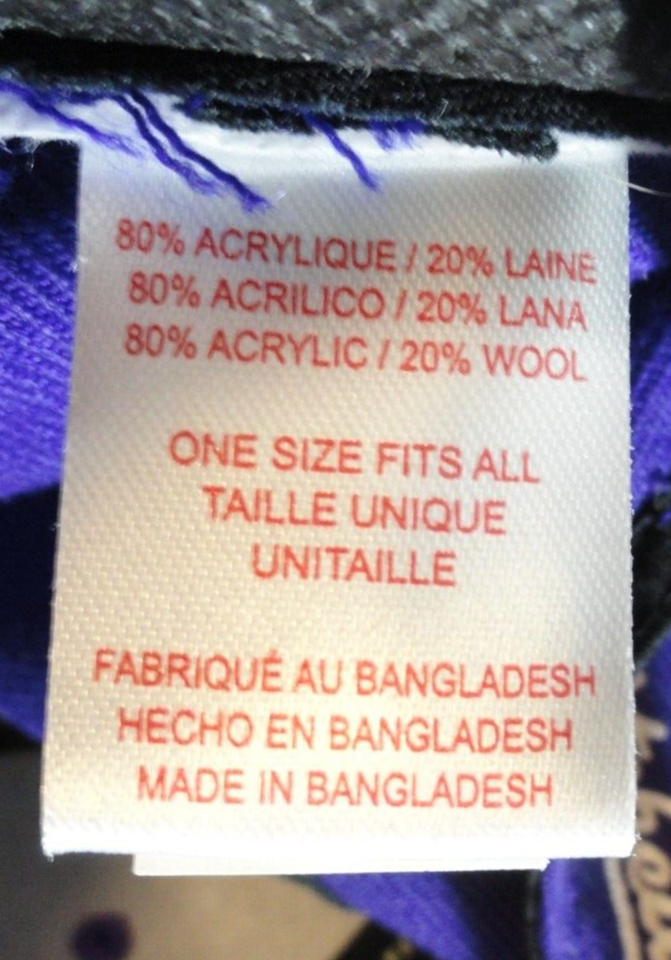 80% ACRYLIQUE / 20% LAINE
80% ACRILICO / 20% LANA
80% ACRYLIC / 20% WOOL
ONE SIZE FITS ALL
TAILLE UNIQUE
UNITAILLE
FABRIQUÉ AU BANGLADESH
HECHO EN BANGLADESH
MADE IN BANGLADESH